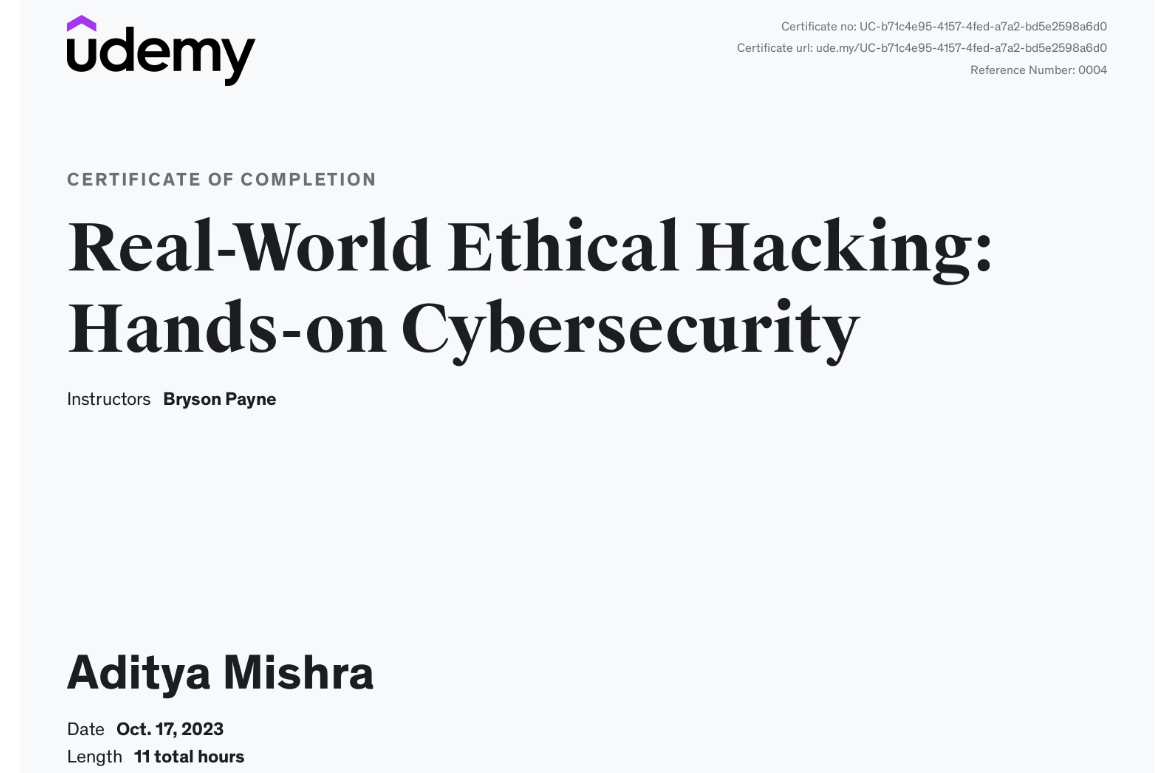 udemy
Certificate no: UC-b71c4e95-4157-4fed-a7a2-bd5e2598a6d0
Certificate url: ude.my/UC-b71c4e95-4157-4fed-a7a2-bd5e2598a6d0
Reference Number: 0004
CERTIFICATE OF COMPLETION
Real-World Ethical Hacking:
Hands-on Cybersecurity
Instructors Bryson Payne
Aditya Mishra
Date Oct. 17, 2023
Length 11 total hours